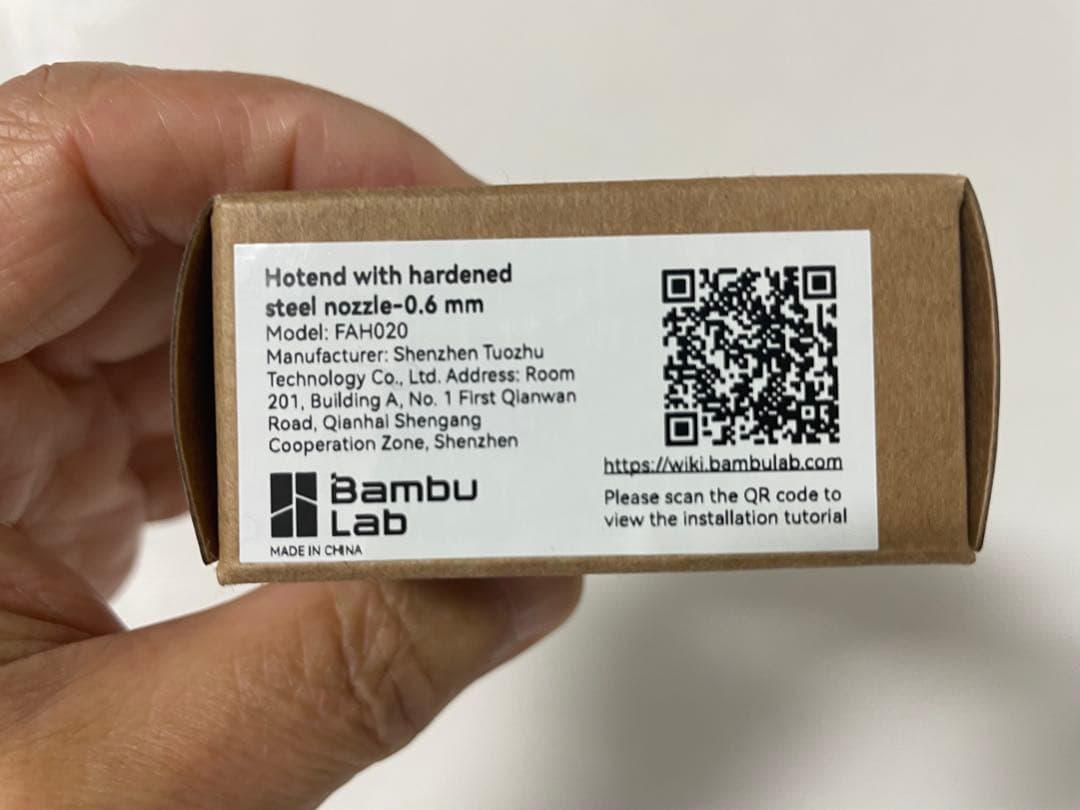 Hotend with hardened
steel nozzle-0.6 mm
Model: FAH020
Manufacturer: Shenzhen Tuozhu
Technology Co., Ltd. Address: Room
201, Building A, No. 1 First Qianwan
Road, Qianhai Shengang
Cooperation Zone, Shenzhen
Bambu
Lab
MADE IN CHINA
https://wiki.bambulab.com
Please scan the QR code to
view the installation tutorial